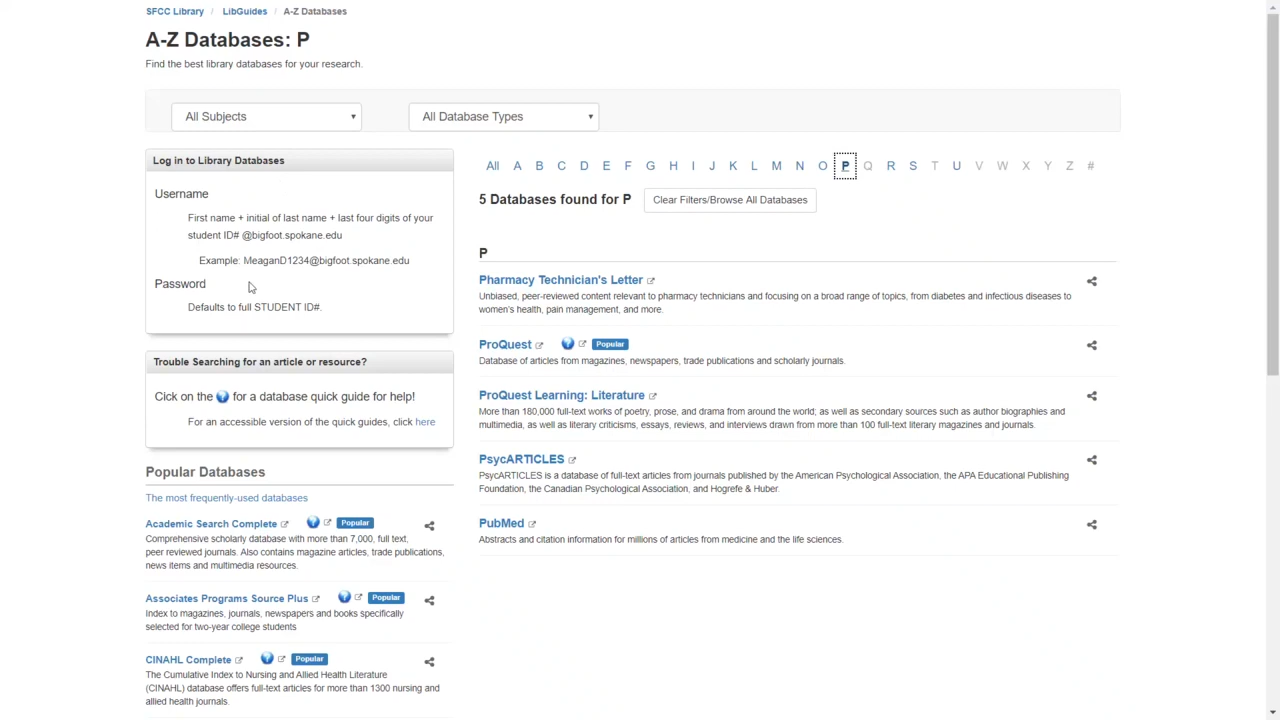 SFCC Library / LibGuides / A-Z Databases
A-Z Databases: P
Find the best library databases for your research.
All Subjects
All Database Types
Log in to Library Databases
Username
First name + initial of last name + last four digits of your
student ID# @bigfoot.spokane.edu
Example: MeaganD1234@bigfoot.spokane.edu
Password
Defaults to full STUDENT ID#.
Trouble Searching for an article or resource?
Cick on the ? for a database quick guide for help!
For an accessible version of the quick guides, click here
Popular Databases
The most frequently-used databases
Academic Search Complete ? Popular
Comprehensive scholarly database with more than 7,000, full text,
peer reviewed journals. Also contains magazine articles, trade publications,
news items and multimedia resources.
Associates Programs Source Plus ? Popular
Index to magazines, journals, newspapers and books specifically
selected for two-year college students
CINAHL Complete ? Popular
The Cumulative Index to Nursing and Allied Health Literature
(CINAHL) database offers full-text articles for more than 1300 nursing and
allied health journals.
All A B C D E F G H I J K L M N O P Q R S T U V W X Y Z #
5 Databases found for P
Clear Filters/Browse All Databases
P
Pharmacy Technician's Letter
Unbiased, peer-reviewed content relevant to pharmacy technicians and focusing on a broad range of topics, from diabetes and infectious diseases to
women's health, pain management, and more.
ProQuest ? Popular
Database of articles from magazines, newspapers, trade publications and scholarly journals.
ProQuest Learning: Literature
More than 180,000 full-text works of poetry, prose, and drama from around the world; as well as secondary sources such as author biographies and
multimedia, as well as literary criticisms, essays, reviews, and interviews drawn from more than 100 full-text literary magazines and journals.
PsycARTICLES
PsycARTICLES is a database of full-text articles from journals published by the American Psychological Association, the APA Educational Publishing
Foundation, the Canadian Psychological Association, and Hogrefe & Huber.
PubMed
Abstracts and citation information for millions of articles from medicine and the life sciences.